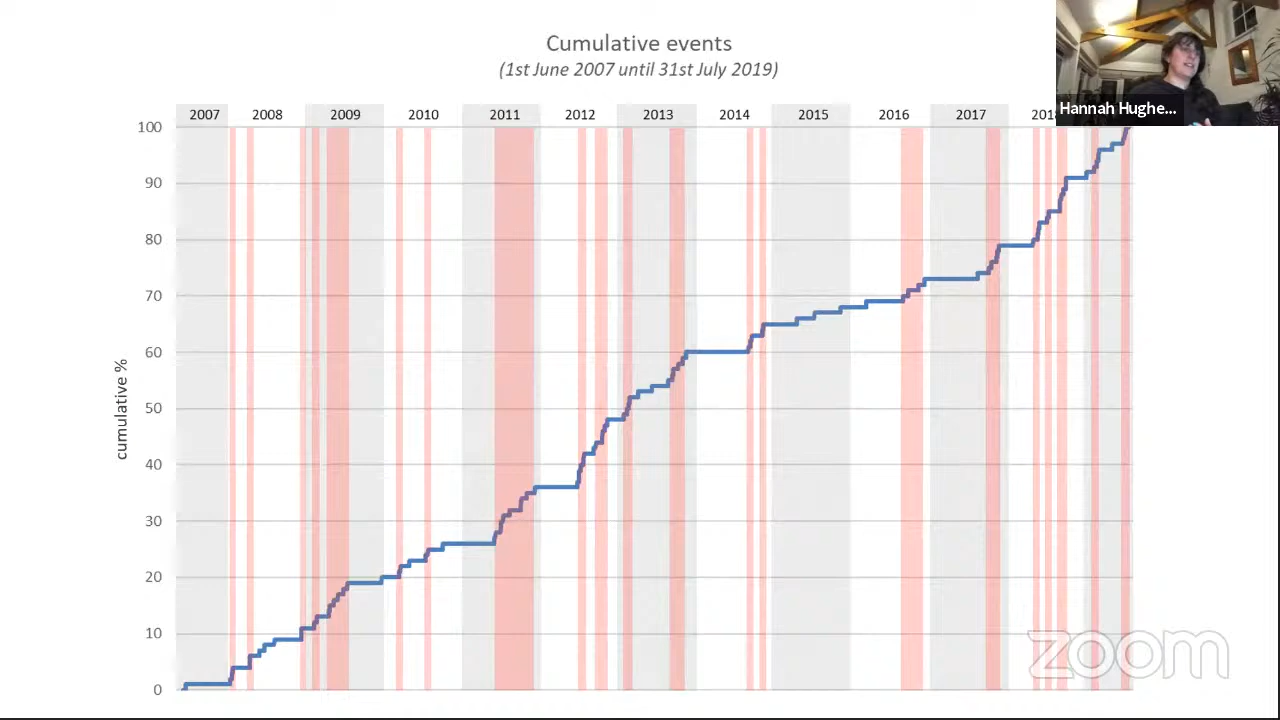 Cumulative events
(1st June 2007 until 31st July 2019)
Hannah Hughe...
2007 2008 2009 2010 2011 2012 2013 2014 2015 2016 2017
100
90
80
70
60
50
40
30
20
10
0
cumulative %
zoom